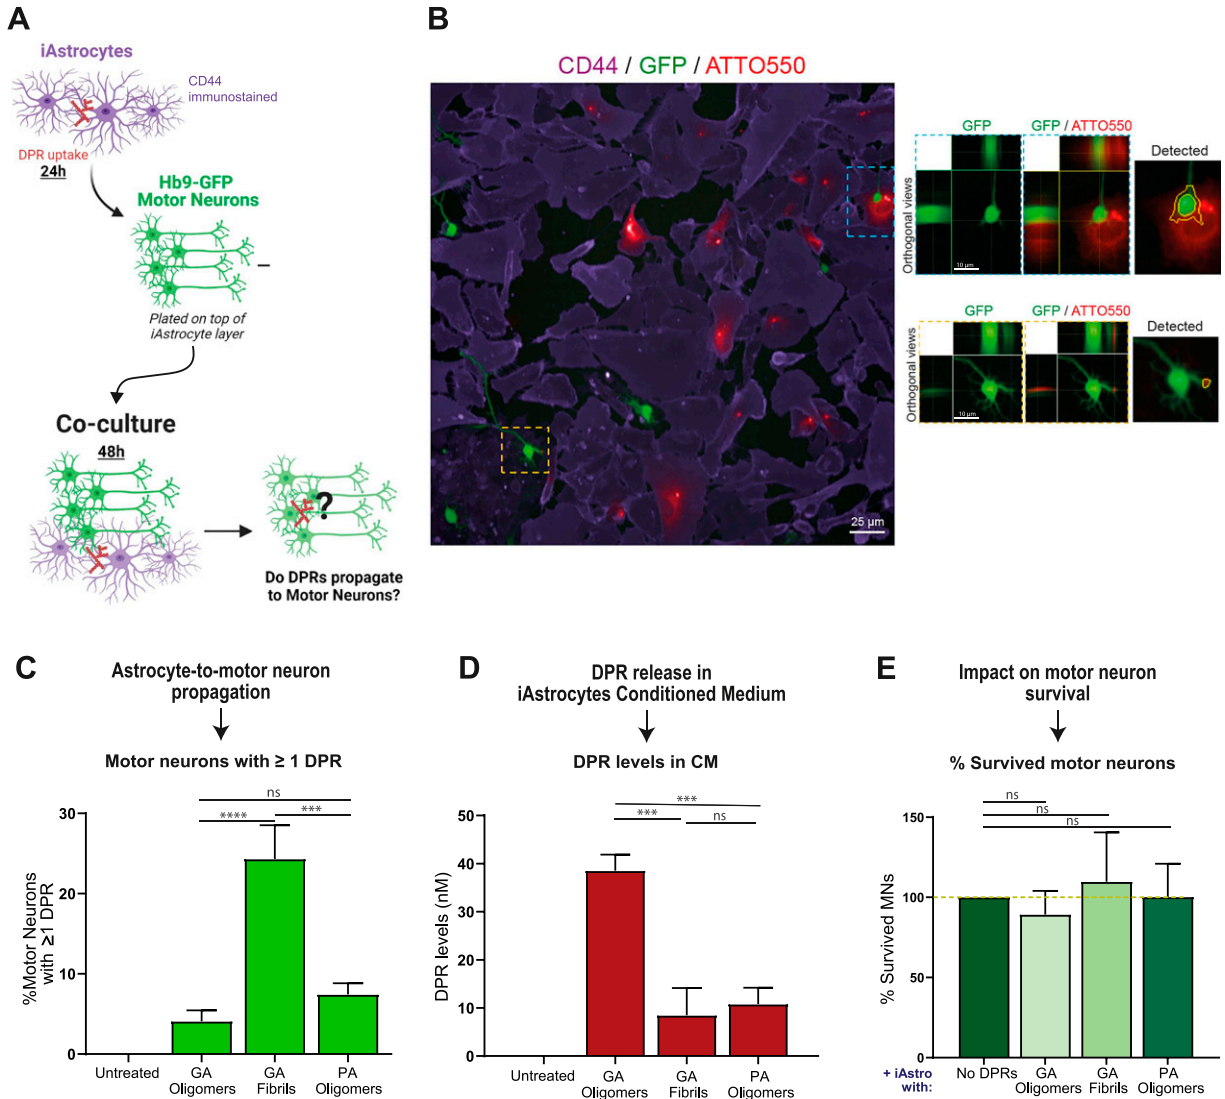 A
iAstrocytes
CD44
immunostained
DPR uptake
24h
Hb9-GFP
Motor Neurons
Plated on top of
iAstrocyte layer
Co-culture
48h
?
Do DPRs propagate
to Motor Neurons?
B
CD44 / GFP / ATTO550
25 µm
GFP
GFP / ATTO550
Detected
Orthogonal views
10 µm
GFP
GFP / ATTO550
Detected
Orthogonal views
10 µm
C
Astrocyte-to-motor neuron
propagation
Motor neurons with ≥ 1 DPR
ns
**** ***
%Motor Neurons
with ≥1 DPR
30
20
10
0
Untreated
GA
Oligomers
GA
Fibrils
PA
Oligomers
D
DPR release in
iAstrocytes Conditioned Medium
DPR levels in CM
***
*** ns
DPR levels (nM)
50
40
30
20
10
0
Untreated
GA
Oligomers
GA
Fibrils
PA
Oligomers
E
Impact on motor neuron
survival
% Survived motor neurons
ns
ns
ns
% Survived MNs
150
100
50
0
+ iAstro
with:
No DPRs
GA
Oligomers
GA
Fibrils
PA
Oligomers